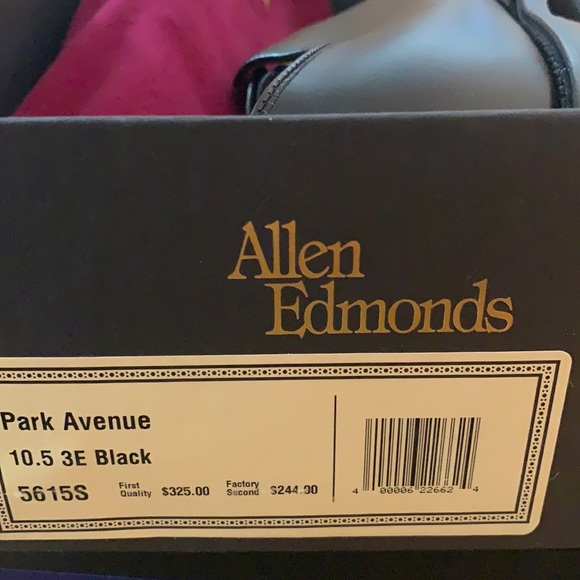 Allen
Edmonds
Park Avenue
10.5 3E Black
5615S First Quality $325.00 Factory Second $244.00
4 00006 22662 4